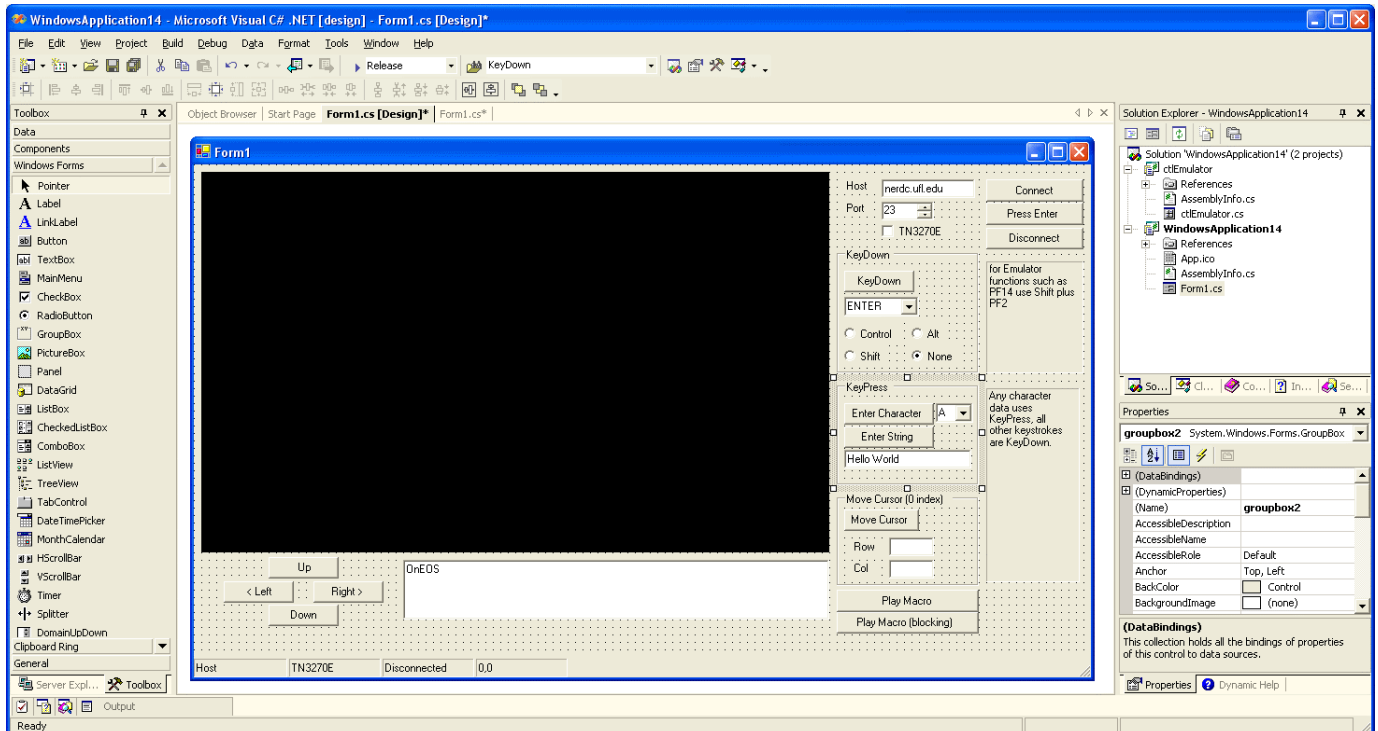 WindowsApplication14 - Microsoft Visual C# .NET [design] - Form1.cs [Design]*
File Edit View Project Build Debug Data Format Tools Window Help
Release KeyDown
Toolbox
Data
Components
Windows Forms
Pointer
Label
LinkLabel
Button
TextBox
MainMenu
CheckBox
RadioButton
GroupBox
PictureBox
Panel
DataGrid
ListBox
CheckedListBox
ComboBox
ListView
TreeView
TabControl
DateTimePicker
MonthCalendar
HScrollBar
VScrollBar
Timer
Splitter
DomainUpDown
Clipboard Ring
General
Server Expl... Toolbox
Object Browser Start Page Form1.cs [Design]* Form1.cs*
Form1
Host nerdc.ufl.edu Connect
Port 23 Press Enter
TN3270E Disconnect
KeyDown
KeyDown
ENTER
Control Alt
Shift None
for Emulator
functions such as
PF14 use Shift plus
PF2
KeyPress
Enter Character A
Enter String
Hello World
Any character
data uses
KeyPress, all
other keystrokes
are KeyDown.
Move Cursor (0 index)
Move Cursor
Row
Col
Play Macro
Play Macro (blocking)
Up
< Left Right >
Down
OnEOS
Host TN3270E Disconnected 0,0
Solution Explorer - WindowsApplication14
Solution 'WindowsApplication14' (2 projects)
ctlEmulator
References
AssemblyInfo.cs
ctlEmulator.cs
WindowsApplication14
References
App.ico
AssemblyInfo.cs
Form1.cs
So... Cl... Co... In... Se...
Properties
groupbox2 System.Windows.Forms.GroupBox
(DataBindings)
(DynamicProperties)
(Name) groupbox2
AccessibleDescription
AccessibleName
AccessibleRole Default
Anchor Top, Left
BackColor Control
BackgroundImage (none)
(DataBindings)
This collection holds all the bindings of properties
of this control to data sources.
Properties Dynamic Help
Output
Ready